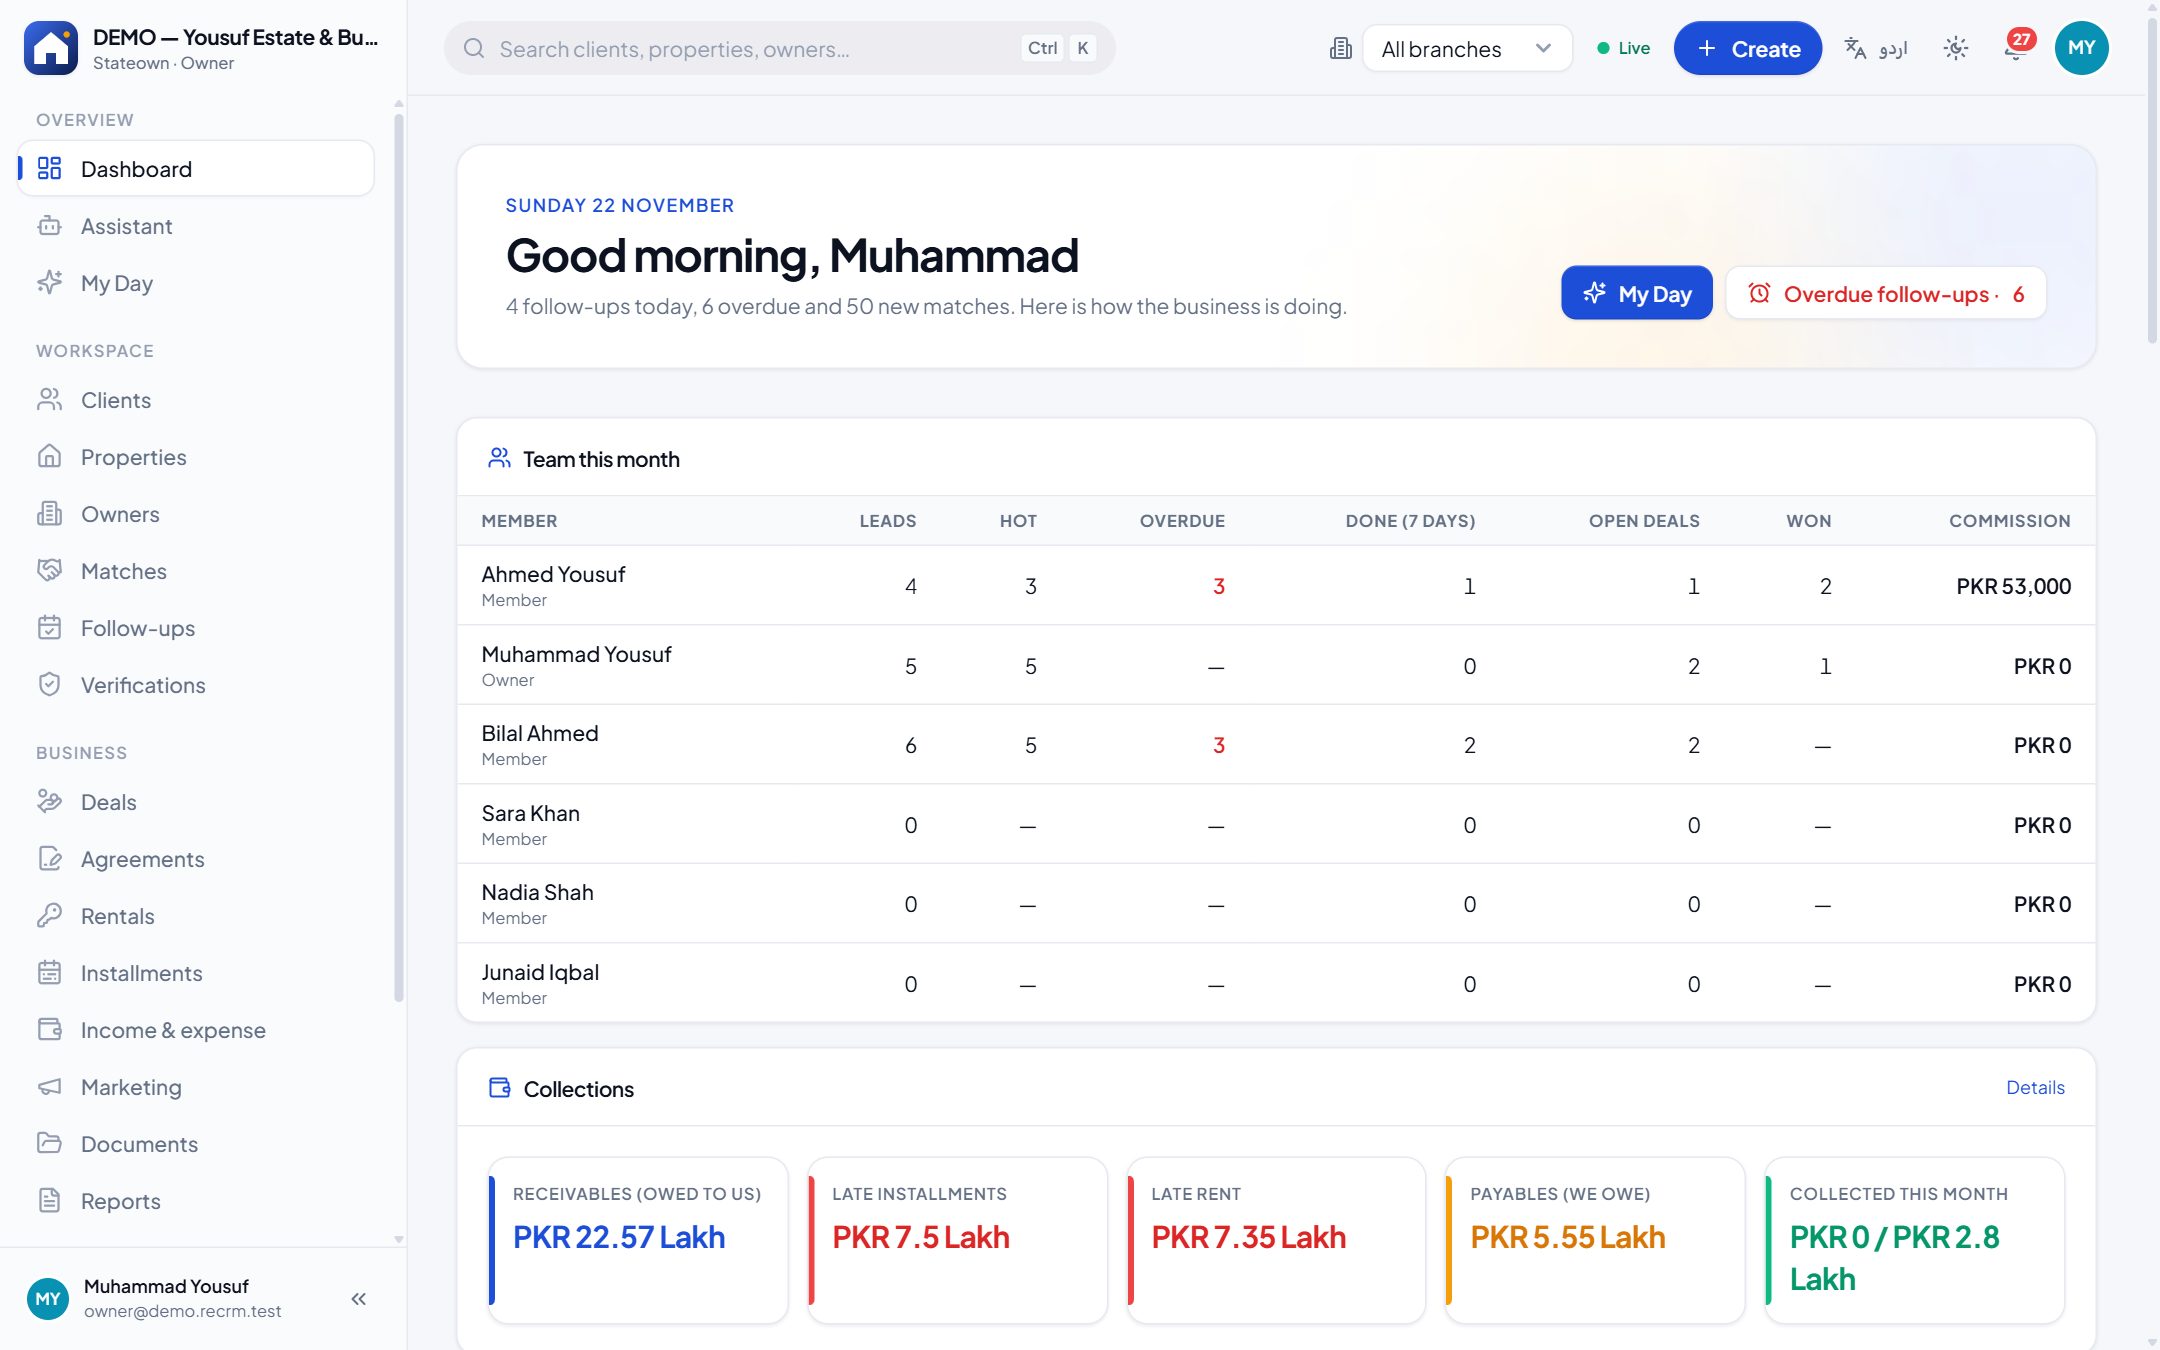 DEMO — Yousuf Estate & Bu...
Stateown · Owner
Search clients, properties, owners...
Ctrl K
All branches
Live
Create
اردو
27
MY
OVERVIEW
Dashboard
Assistant
My Day
WORKSPACE
Clients
Properties
Owners
Matches
Follow-ups
Verifications
BUSINESS
Deals
Agreements
Rentals
Installments
Income & expense
Marketing
Documents
Reports
MY
Muhammad Yousuf
owner@demo.recrm.test
SUNDAY 22 NOVEMBER
Good morning, Muhammad
4 follow-ups today, 6 overdue and 50 new matches. Here is how the business is doing.
My Day
Overdue follow-ups · 6
Team this month
MEMBER LEADS HOT OVERDUE DONE (7 DAYS) OPEN DEALS WON COMMISSION
Ahmed Yousuf 4 3 3 1 1 2 PKR 53,000
Member
Muhammad Yousuf 5 5 — 0 2 1 PKR 0
Owner
Bilal Ahmed 6 5 3 2 2 — PKR 0
Member
Sara Khan 0 — — 0 0 — PKR 0
Member
Nadia Shah 0 — — 0 0 — PKR 0
Member
Junaid Iqbal 0 — — 0 0 — PKR 0
Member
Collections
Details
RECEIVABLES (OWED TO US)
PKR 22.57 Lakh
LATE INSTALLMENTS
PKR 7.5 Lakh
LATE RENT
PKR 7.35 Lakh
PAYABLES (WE OWE)
PKR 5.55 Lakh
COLLECTED THIS MONTH
PKR 0 / PKR 2.8
Lakh